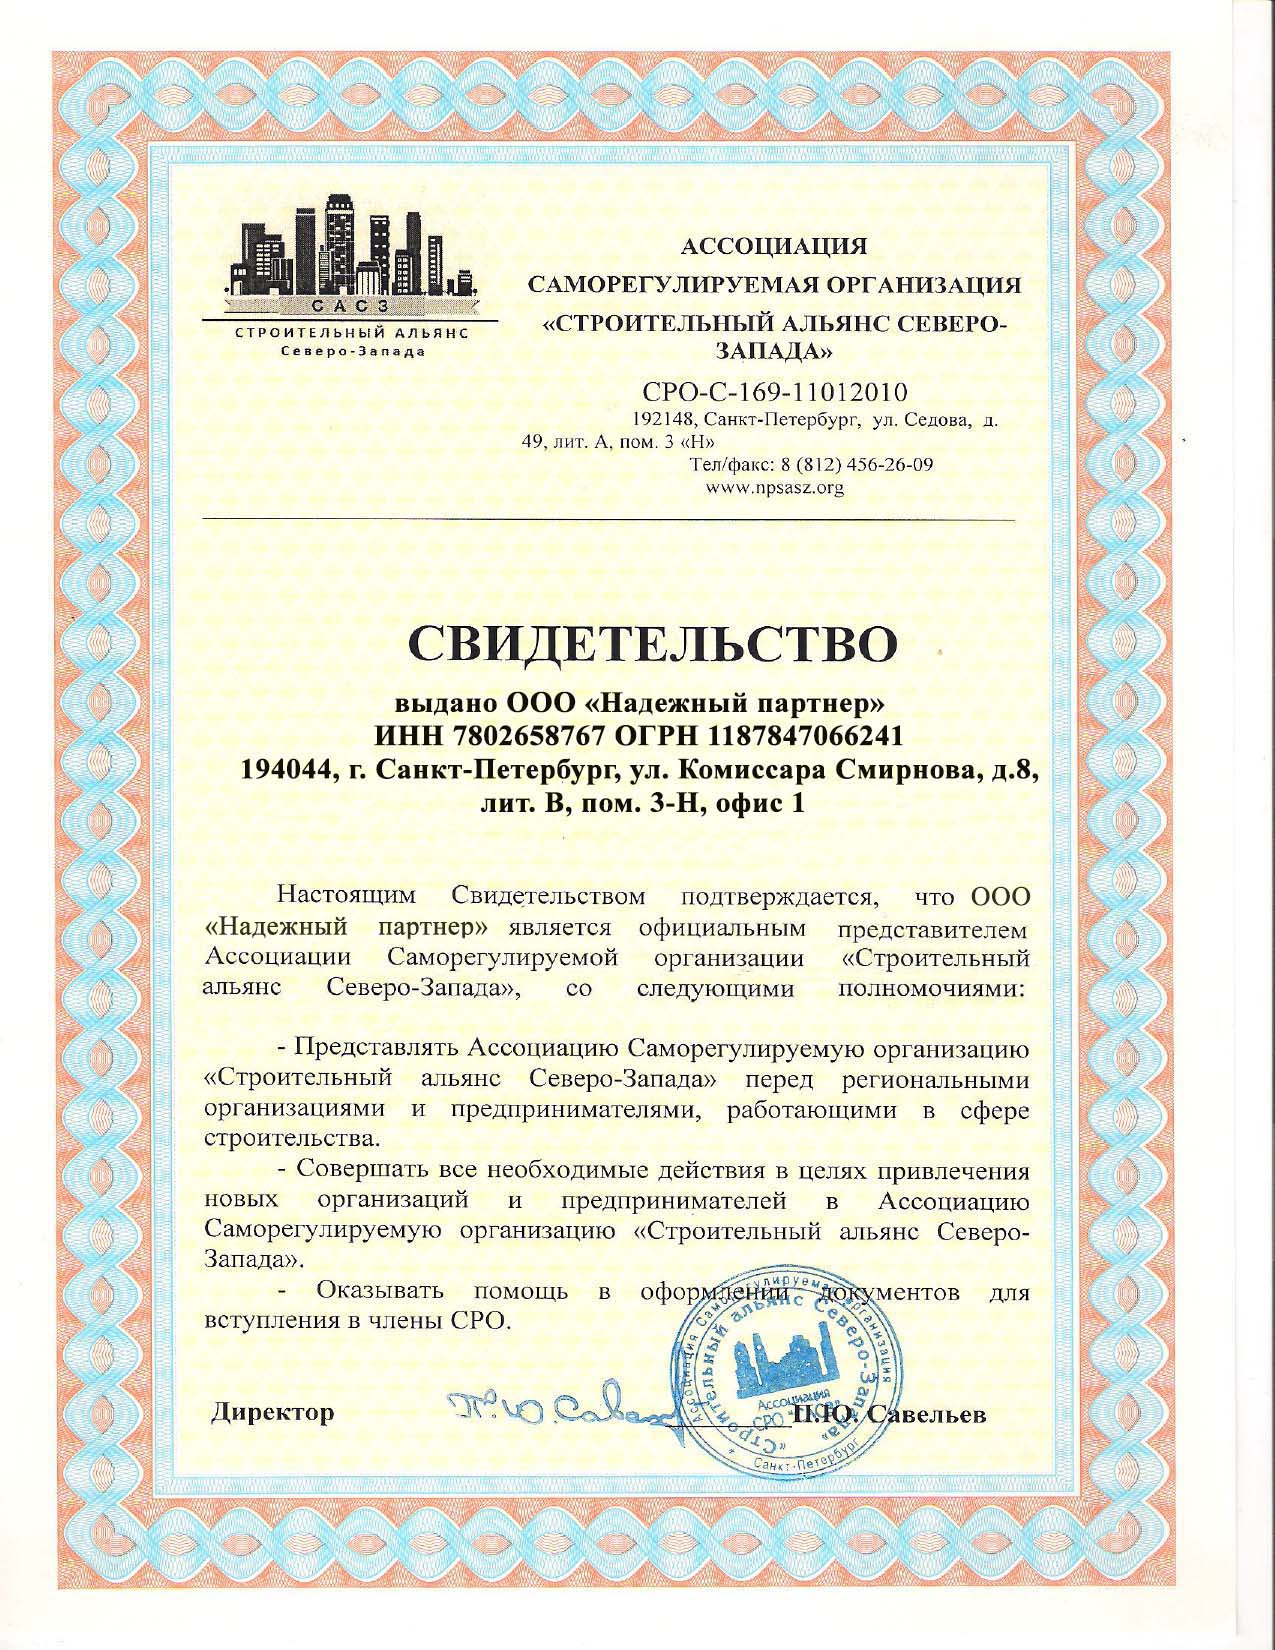 САСЗ
СТРОИТЕЛЬНЫЙ АЛЬЯНС
Северо-Запада
АССОЦИАЦИЯ
САМОРЕГУЛИРУЕМАЯ ОРГАНИЗАЦИЯ
«СТРОИТЕЛЬНЫЙ АЛЬЯНС СЕВЕРО-
ЗАПАДА»
СРО-С-169-11012010
192148, Санкт-Петербург, ул. Седова, д.
49, лит. А, пом. 3 «Н»
Тел/факс: 8 (812) 456-26-09
www.npsasz.org
СВИДЕТЕЛЬСТВО
выдано ООО «Надежный партнер»
ИНН 7802658767 ОГРН 1187847066241
194044, г. Санкт-Петербург, ул. Комиссара Смирнова, д.8,
лит. В, пом. 3-Н, офис 1
Настоящим Свидетельством подтверждается, что ООО
«Надежный партнер» является официальным представителем
Ассоциации Саморегулируемой организации «Строительный
альянс Северо-Запада», со следующими полномочиями:
- Представлять Ассоциацию Саморегулируемую организацию
«Строительный альянс Северо-Запада» перед региональными
организациями и предпринимателями, работающими в сфере
строительства.
- Совершать все необходимые действия в целях привлечения
новых организаций и предпринимателей в Ассоциацию
Саморегулируемую организацию «Строительный альянс Северо-
Запада».
- Оказывать помощь в оформлении документов для
вступления в члены СРО.
Директор
П.Ю. Савельев
Ассоциация Саморегулируемая организация
«Строительный альянс Северо-Запада»
Ассоциация
СРО
Санкт-Петербург